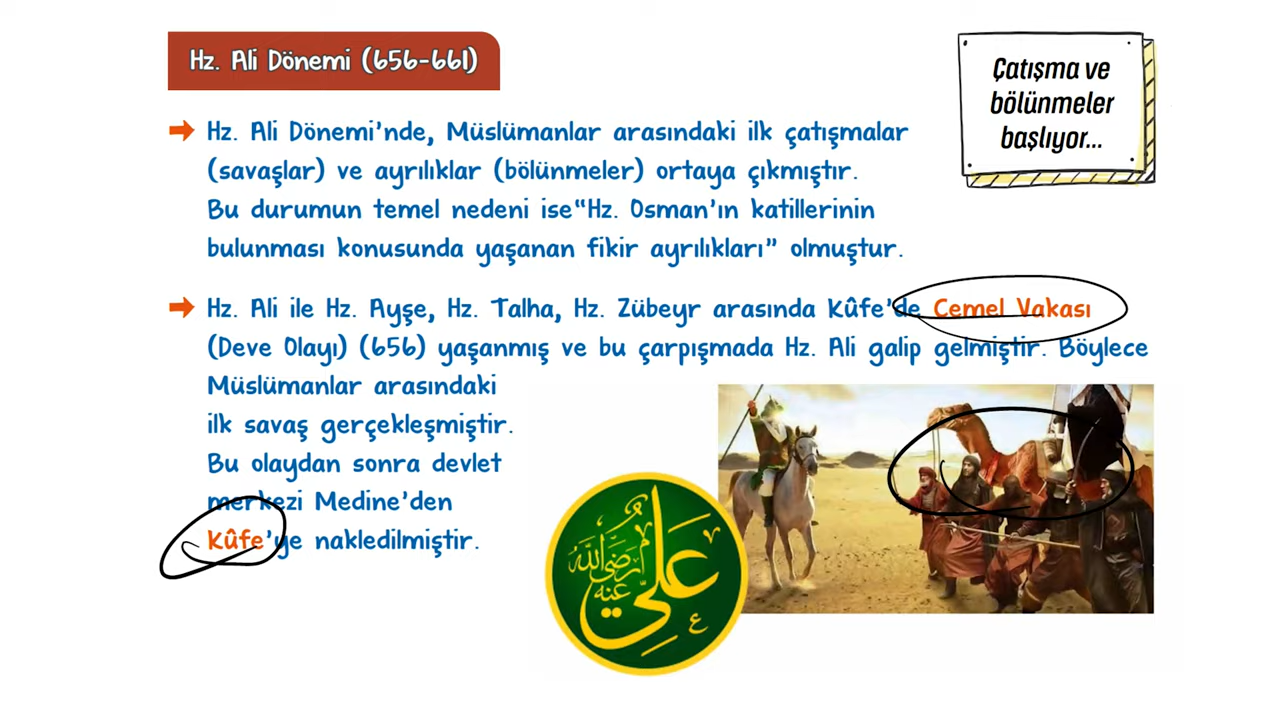 Hz. Ali Dönemi (656-661)
Çatışma ve
bölünmeler
başlıyor...
Hz. Ali Dönemi'nde, Müslümanlar arasındaki ilk çatışmalar
(savaşlar) ve ayrılıklar (bölünmeler) ortaya çıkmıştır.
Bu durumun temel nedeni ise "Hz. Osman'ın katillerinin
bulunması konusunda yaşanan fikir ayrılıkları" olmuştur.
Hz. Ali ile Hz. Ayşe, Hz. Talha, Hz. Zübeyr arasında Kûfe'de Cemel Vakası
(Deve Olayı) (656) yaşanmış ve bu çarpışmada Hz. Ali galip gelmiştir. Böylece
Müslümanlar arasındaki
ilk savaş gerçekleşmiştir.
Bu olaydan sonra devlet
merkezi Medine'den
Kûfe'ye nakledilmiştir.
علي
رضي الله
عنه